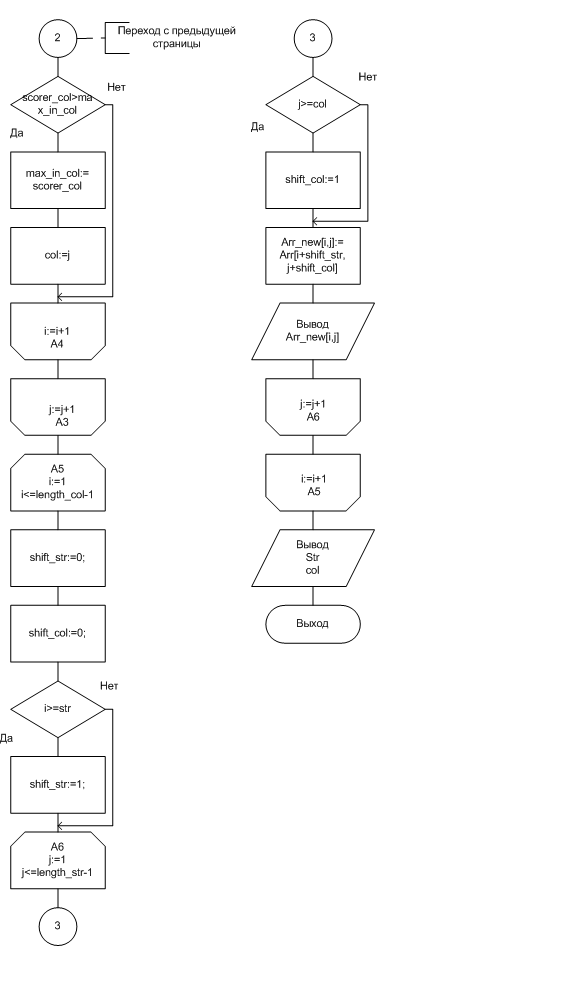 2
Переход с предыдущей
страницы
Нет
scorer_col>ma
x_in_col
Да
max_in_col:=
scorer_col
col:=j
i:=i+1
A4
j:=j+1
A3
A5
i:=1
i<=length_col-1
shift_str:=0;
shift_col:=0;
Нет
i>=str
Да
shift_str:=1;
A6
j:=1
j<=length_str-1
3
3
Нет
j>=col
Да
shift_col:=1
Arr_new[i,j]:=
Arr[i+shift_str,
j+shift_col]
Вывод
Arr_new[i,j]
j:=j+1
A6
i:=i+1
A5
Вывод
Str
col
Выход